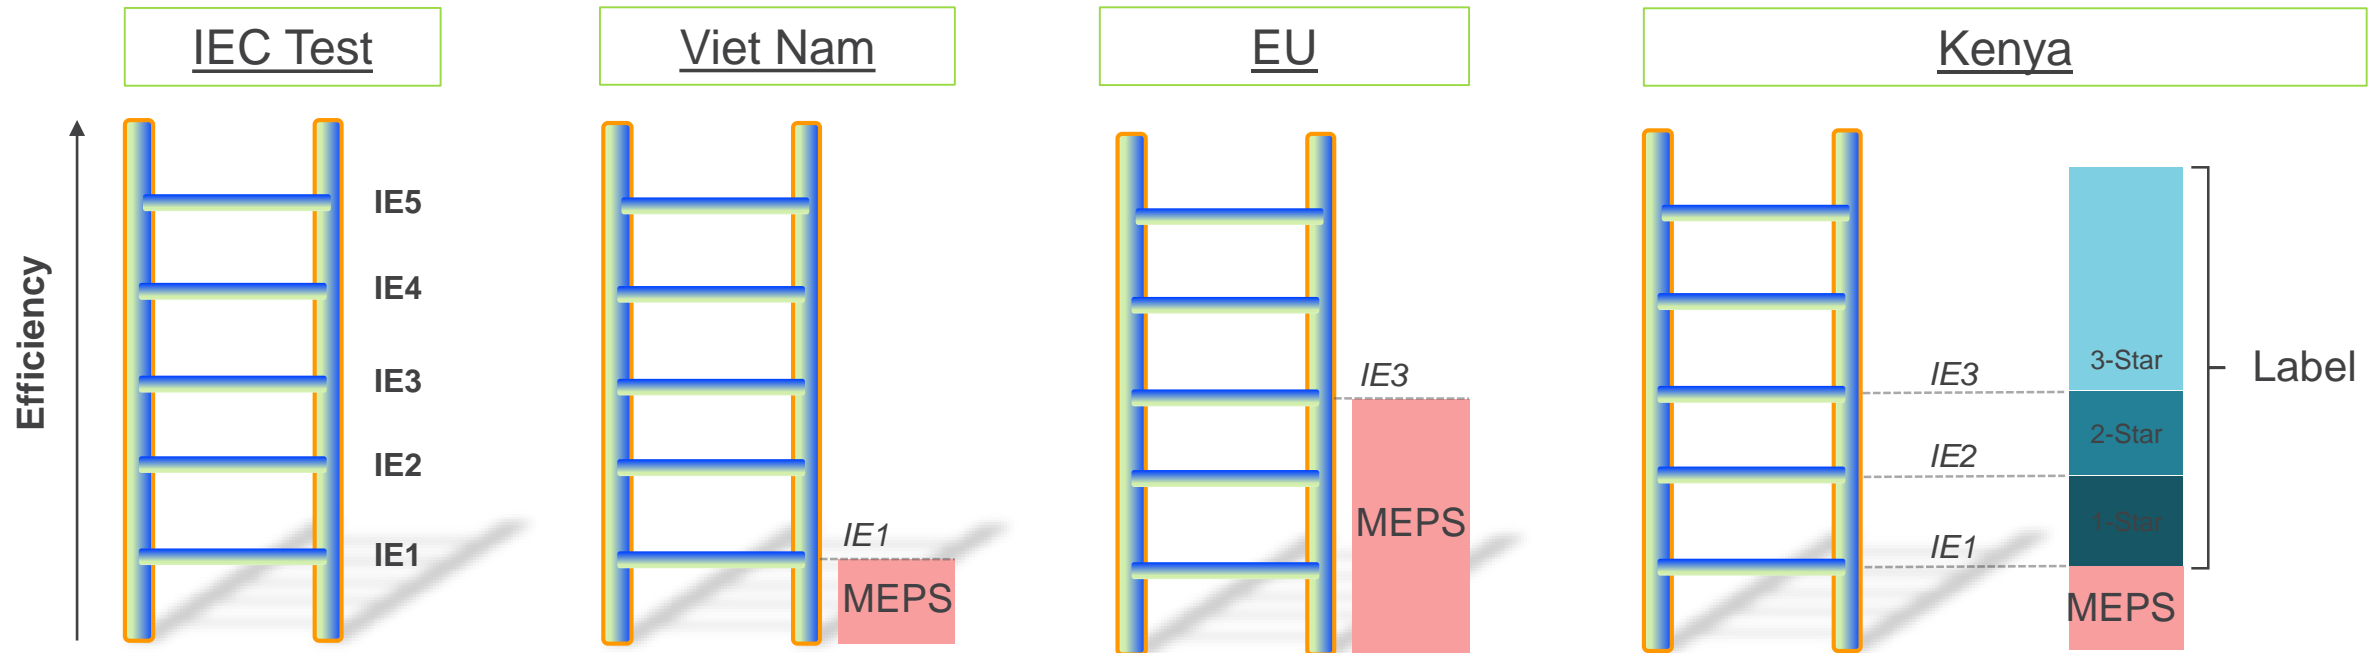 IEC Test
Viet Nam
EU
Kenya
Efficiency
IE5
IE4
IE3
IE2
IE1
IE1
MEPS
IE3
MEPS
IE3
IE2
IE1
3-Star
2-Star
1-Star
MEPS
Label